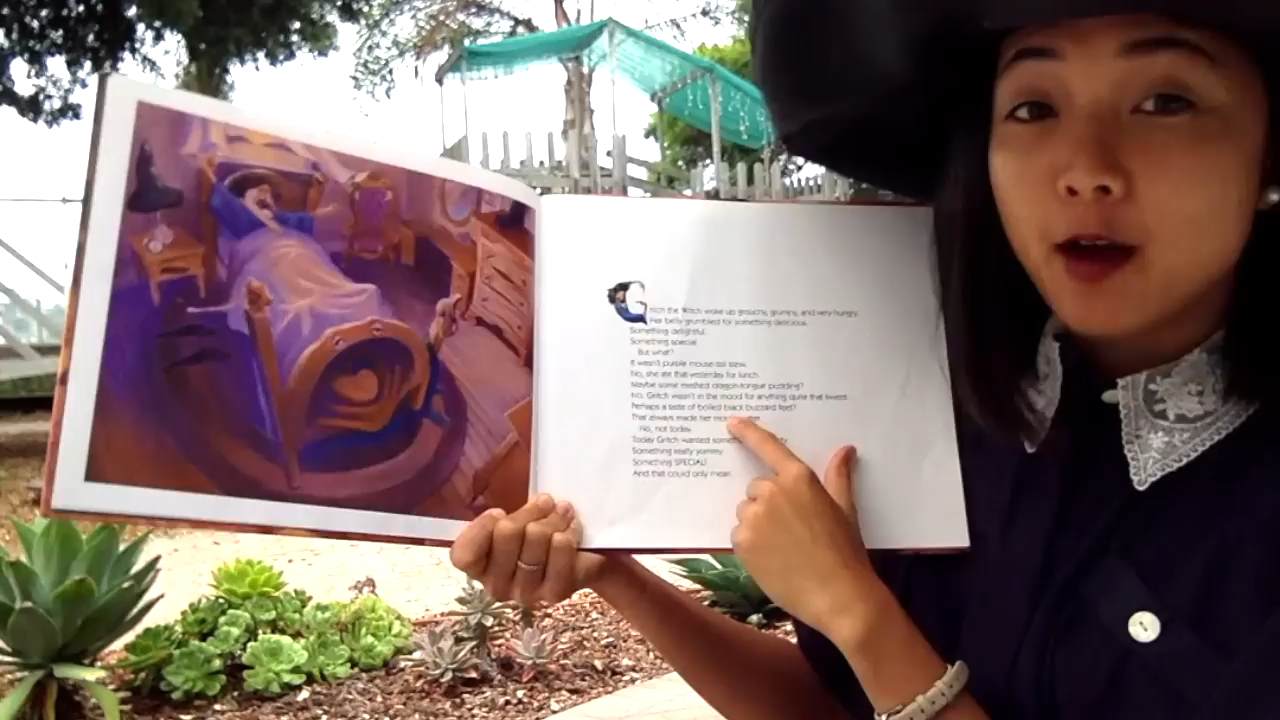 Gritch the Witch woke up grouchy, grumpy, and very hungry.
Her belly grumbled for something delicious.
Something delightful.
Something special.
But what?
It wasn't purple mouse-tail stew.
No, she ate that yesterday for lunch.
Maybe some mashed dragon-tongue pudding?
No, Gritch wasn't in the mood for anything quite that sweet.
Perhaps a taste of boiled black buzzard feet?
That always made her
No, not today.
Today Gritch wanted
Something really yummy.
Something SPECIAL!
And that could only mean